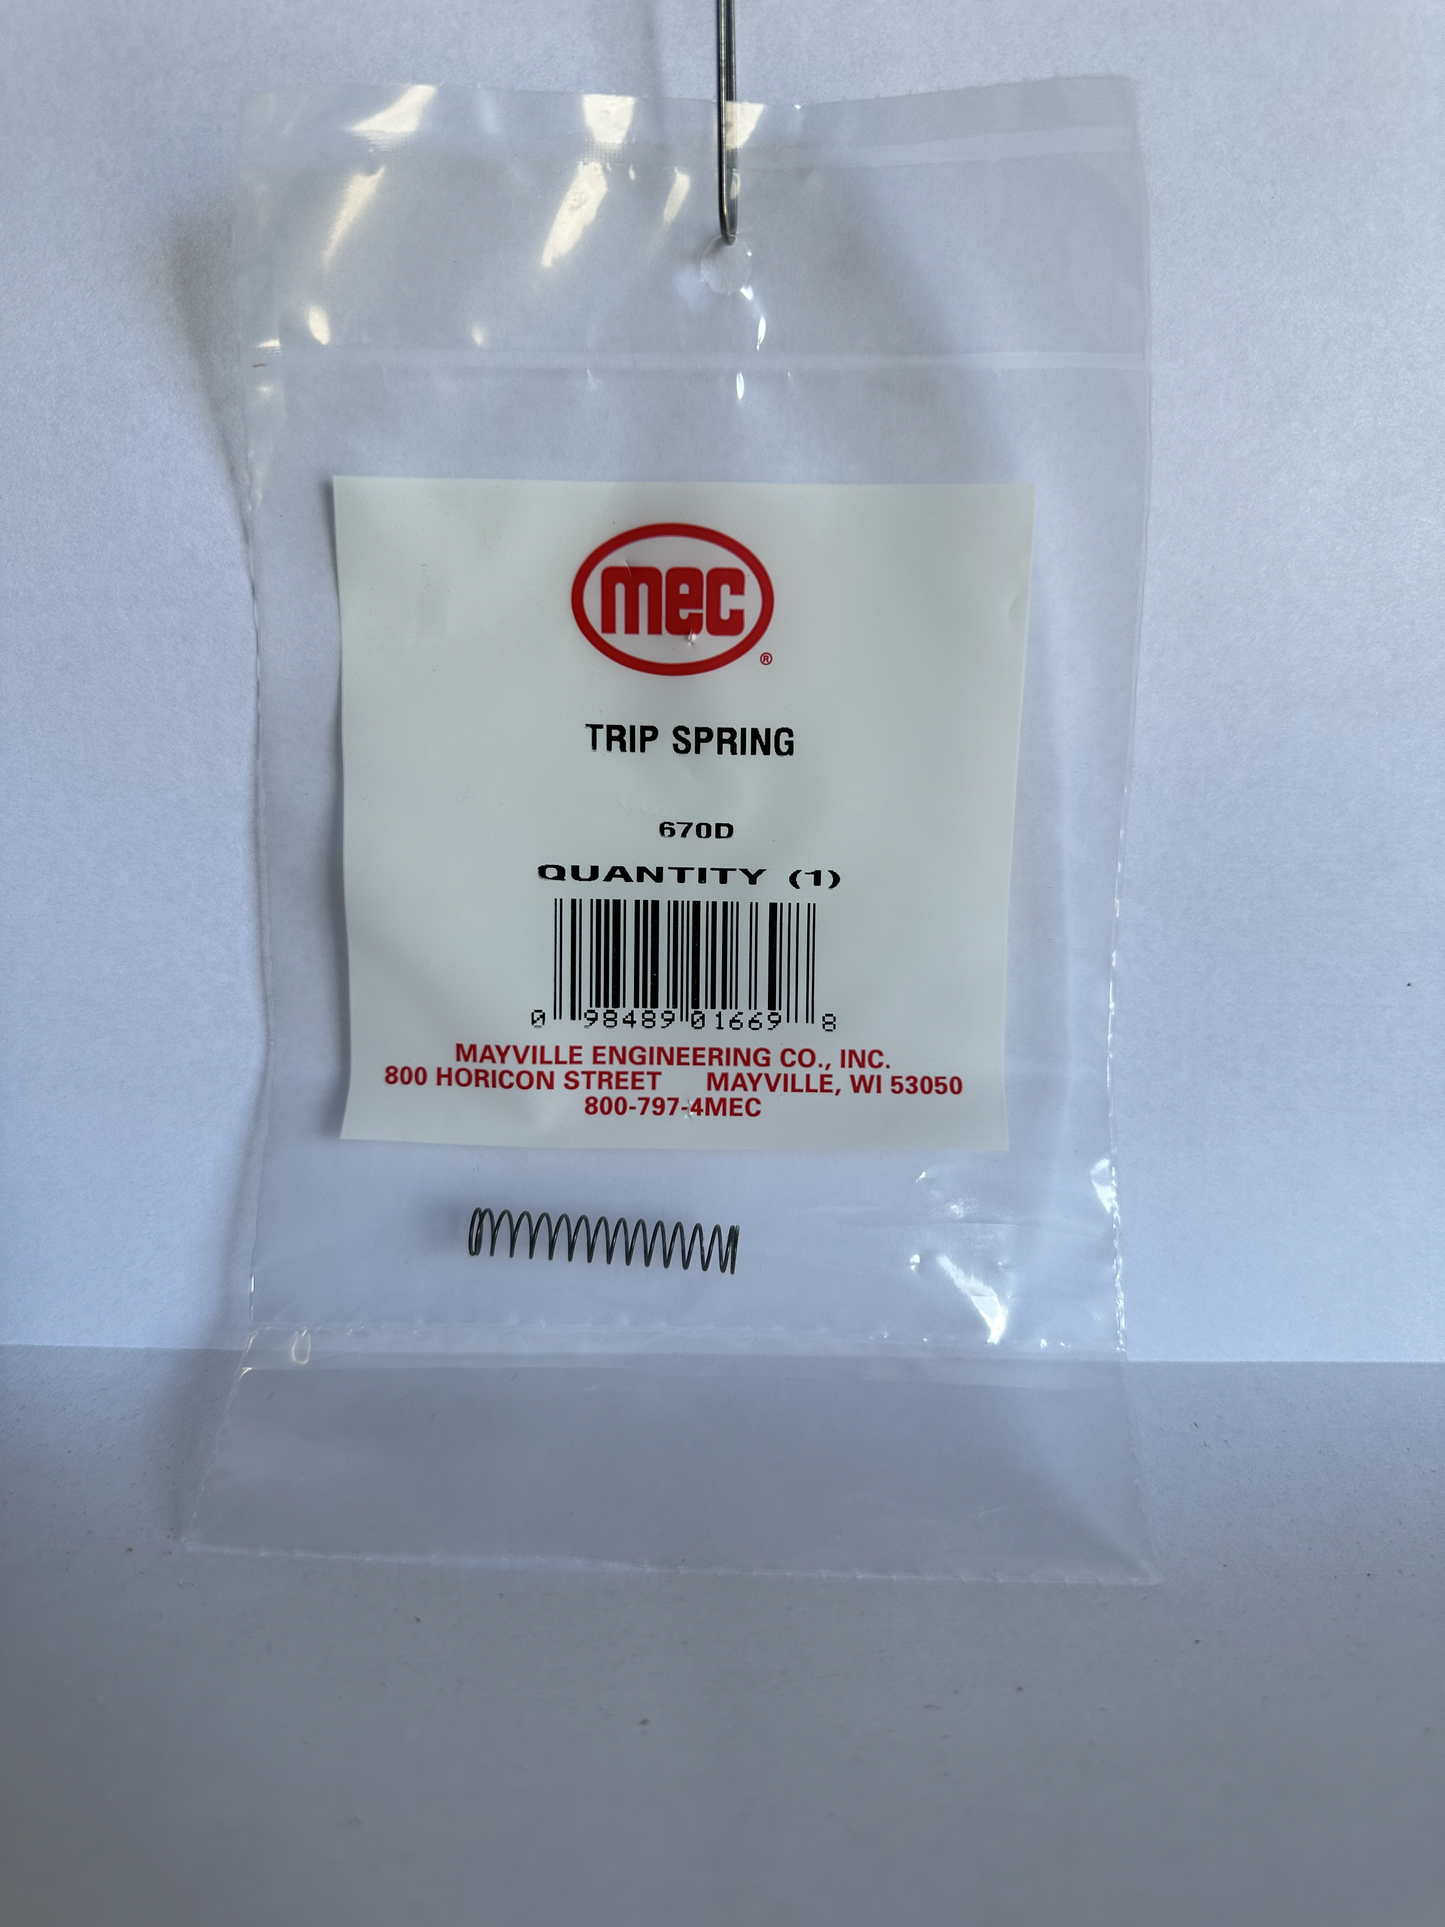 mec
®
TRIP SPRING
670D
QUANTITY (1)
0 98489 01669 8
MAYVILLE ENGINEERING CO., INC.
800 HORICON STREET MAYVILLE, WI 53050
800-797-4MEC